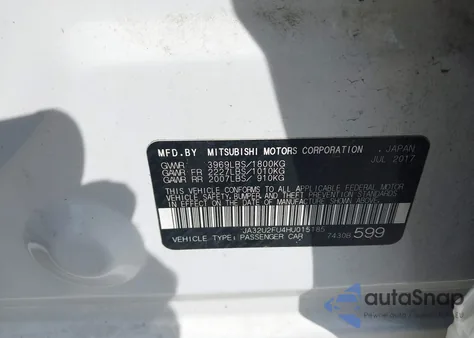 MFD.BY MITSUBISHI MOTORS CORPORATION . JAPAN
GVWR 3969LBS/1800KG JUL 2017
GAWR FR 2227LBS/1010KG
GAWR RR 2007LBS/ 910KG
THIS VEHICLE CONFORMS TO ALL APPLICABLE FEDERAL MOTOR
VEHICLE SAFETY, BUMPER AND THEFT PREVENTION STANDARDS
IN EFFECT ON THE DATE OF MANUFACTURE SHOWN ABOVE.
JA32U2FU4HU015185
VEHICLE TYPE: PASSENGER CAR 7430B 599
autoSnap